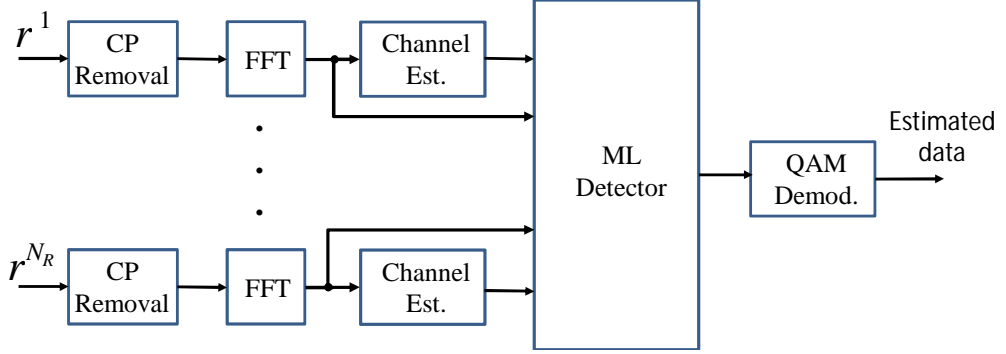 r^1
CP
Removal
FFT
Channel
Est.
ML
Detector
QAM
Demod.
Estimated
data
r^{N_R}
CP
Removal
FFT
Channel
Est.